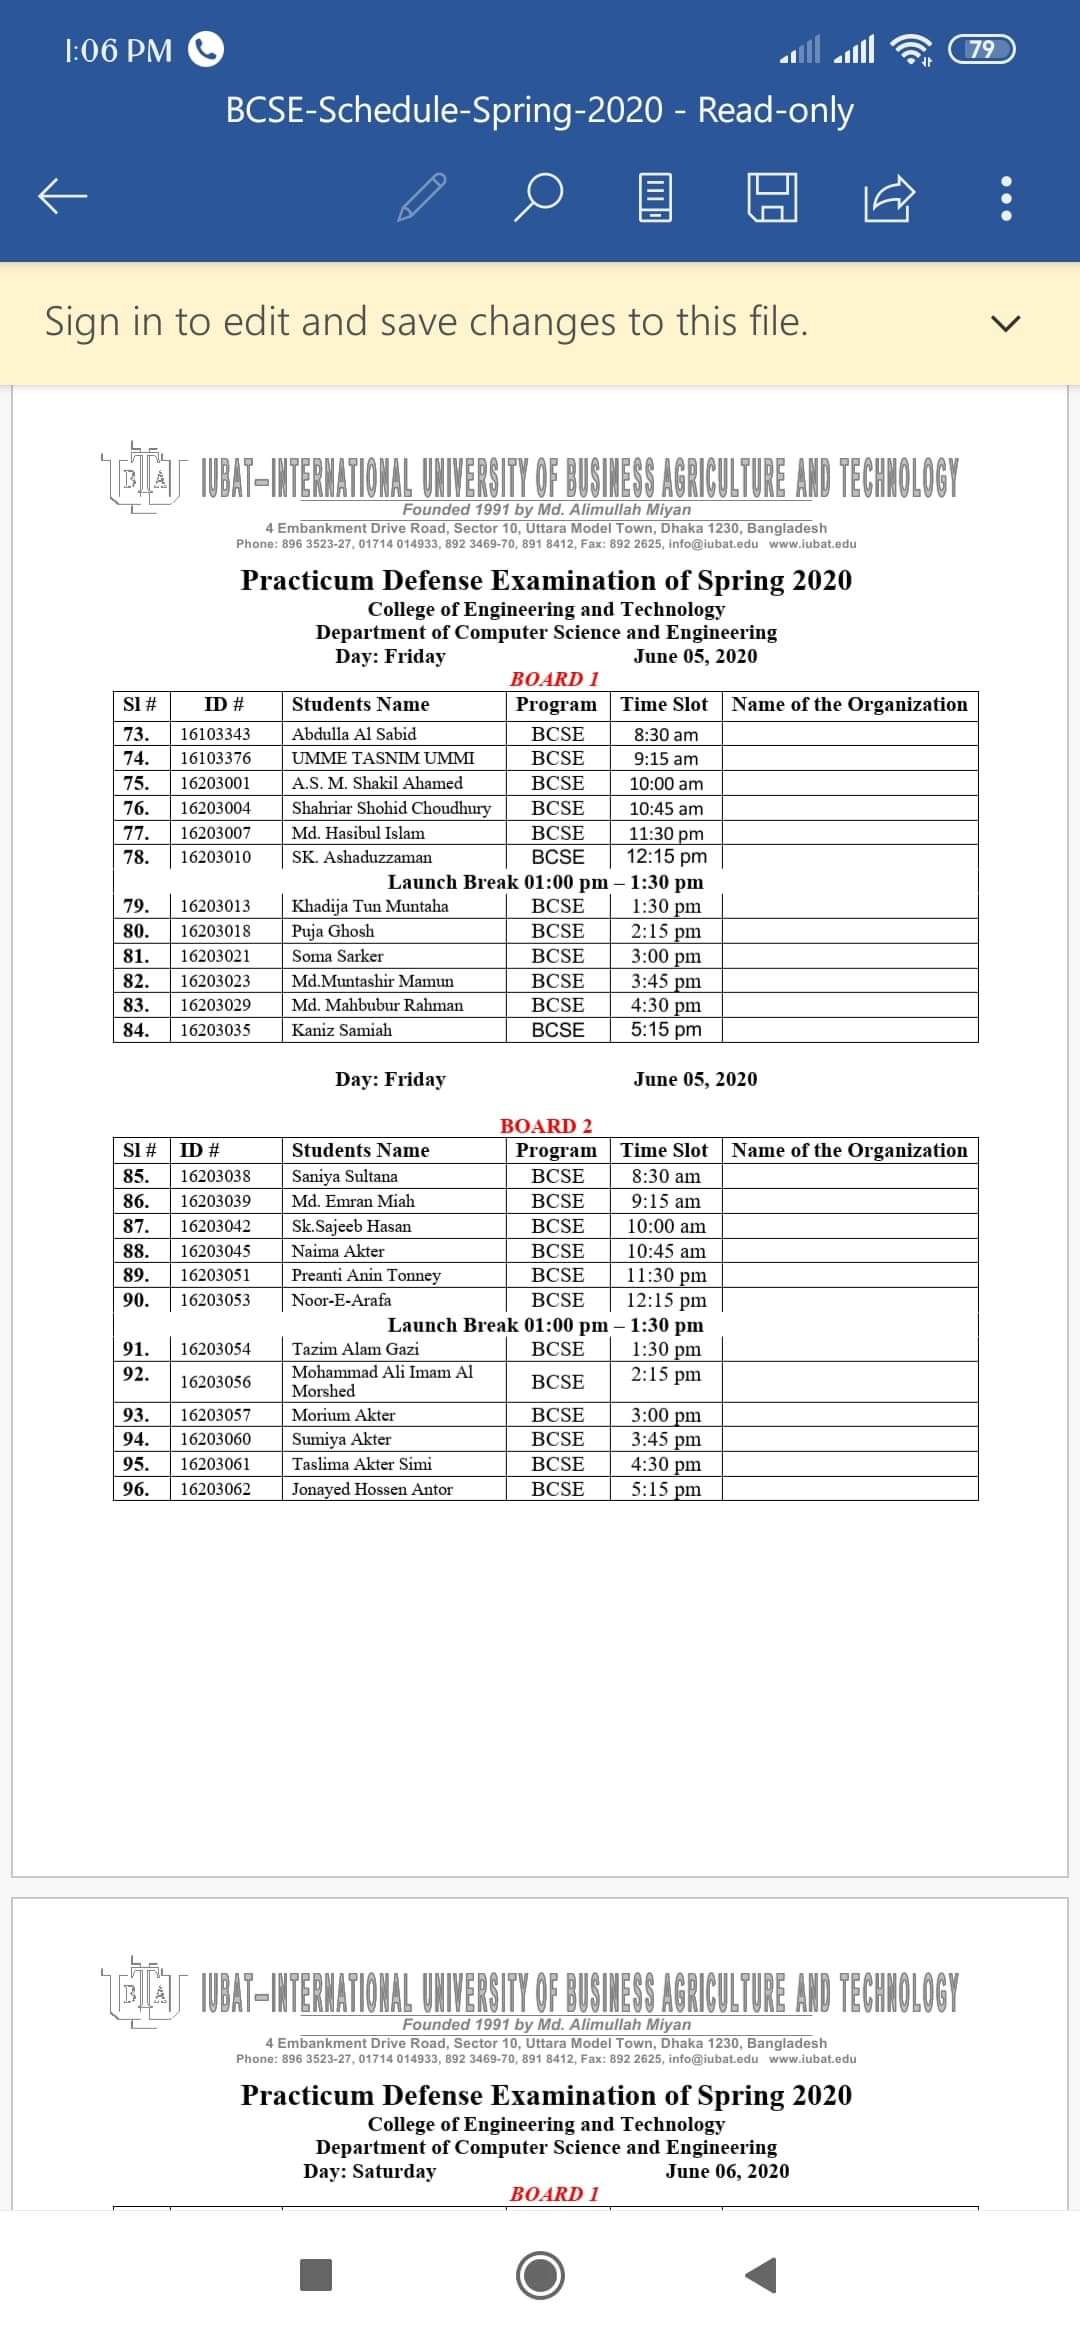 1:06 PM 79
BCSE-Schedule-Spring-2020 - Read-only
Sign in to edit and save changes to this file.
IUBAT-INTERNATIONAL UNIVERSITY OF BUSINESS AGRICULTURE AND TECHNOLOGY
Founded 1991 by Md. Alimullah Miyan
4 Embankment Drive Road, Sector 10, Uttara Model Town, Dhaka 1230, Bangladesh
Phone: 896 3523-27, 01714 014933, 892 3469-70, 891 8412, Fax: 892 2625, info@iubat.edu www.iubat.edu
Practicum Defense Examination of Spring 2020
College of Engineering and Technology
Department of Computer Science and Engineering
Day: Friday June 05, 2020
BOARD 1
Sl # ID # Students Name Program Time Slot Name of the Organization
73. 16103343 Abdulla Al Sabid BCSE 8:30 am
74. 16103376 UMME TASNIM UMMI BCSE 9:15 am
75. 16203001 A.S. M. Shakil Ahamed BCSE 10:00 am
76. 16203004 Shahriar Shohid Choudhury BCSE 10:45 am
77. 16203007 Md. Hasibul Islam BCSE 11:30 pm
78. 16203010 SK. Ashaduzzaman BCSE 12:15 pm
Launch Break 01:00 pm – 1:30 pm
79. 16203013 Khadija Tun Muntaha BCSE 1:30 pm
80. 16203018 Puja Ghosh BCSE 2:15 pm
81. 16203021 Soma Sarker BCSE 3:00 pm
82. 16203023 Md.Muntashir Mamun BCSE 3:45 pm
83. 16203029 Md. Mahbubur Rahman BCSE 4:30 pm
84. 16203035 Kaniz Samiah BCSE 5:15 pm
Day: Friday June 05, 2020
BOARD 2
Sl # ID # Students Name Program Time Slot Name of the Organization
85. 16203038 Saniya Sultana BCSE 8:30 am
86. 16203039 Md. Emran Miah BCSE 9:15 am
87. 16203042 Sk.Sajeeb Hasan BCSE 10:00 am
88. 16203045 Naima Akter BCSE 10:45 am
89. 16203051 Preanti Anin Tonney BCSE 11:30 pm
90. 16203053 Noor-E-Arafa BCSE 12:15 pm
Launch Break 01:00 pm – 1:30 pm
91. 16203054 Tazim Alam Gazi BCSE 1:30 pm
92. 16203056 Mohammad Ali Imam Al BCSE 2:15 pm
Morshed
93. 16203057 Morium Akter BCSE 3:00 pm
94. 16203060 Sumiya Akter BCSE 3:45 pm
95. 16203061 Taslima Akter Simi BCSE 4:30 pm
96. 16203062 Jonayed Hossen Antor BCSE 5:15 pm
IUBAT-INTERNATIONAL UNIVERSITY OF BUSINESS AGRICULTURE AND TECHNOLOGY
Founded 1991 by Md. Alimullah Miyan
4 Embankment Drive Road, Sector 10, Uttara Model Town, Dhaka 1230, Bangladesh
Phone: 896 3523-27, 01714 014933, 892 3469-70, 891 8412, Fax: 892 2625, info@iubat.edu www.iubat.edu
Practicum Defense Examination of Spring 2020
College of Engineering and Technology
Department of Computer Science and Engineering
Day: Saturday June 06, 2020
BOARD 1